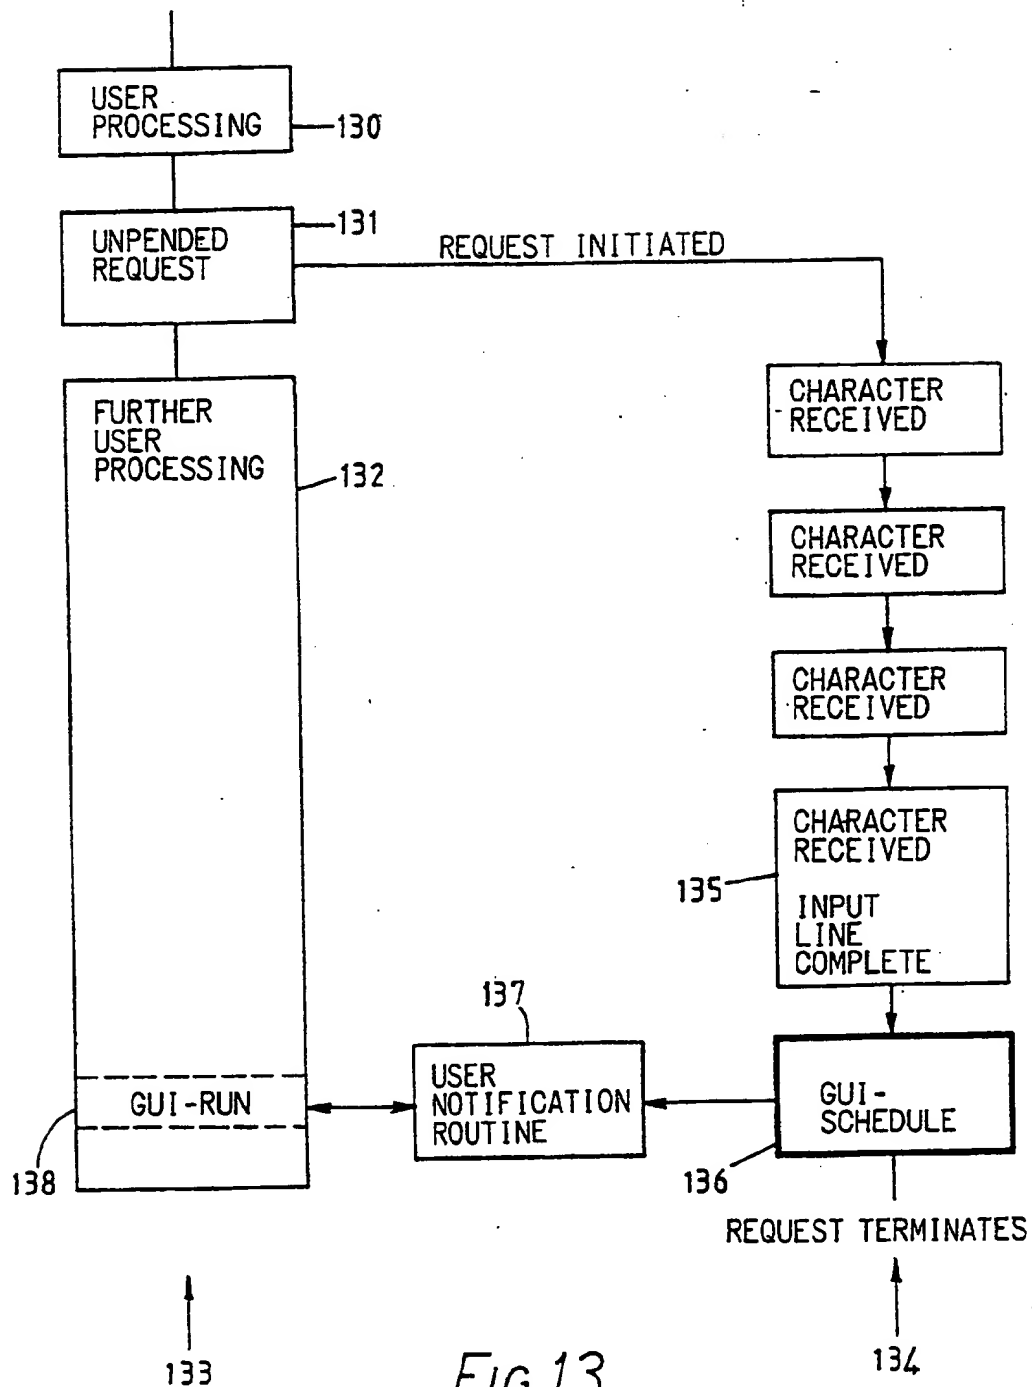 USER
PROCESSING
130
UNPENDED
REQUEST
131
REQUEST INITIATED
FURTHER
USER
PROCESSING
132
CHARACTER
RECEIVED
CHARACTER
RECEIVED
CHARACTER
RECEIVED
CHARACTER
RECEIVED
INPUT
LINE
COMPLETE
135
137
USER
NOTIFICATION
ROUTINE
GUI-RUN
138
GUI-
SCHEDULE
136
REQUEST TERMINATES
133
134
FIG.13